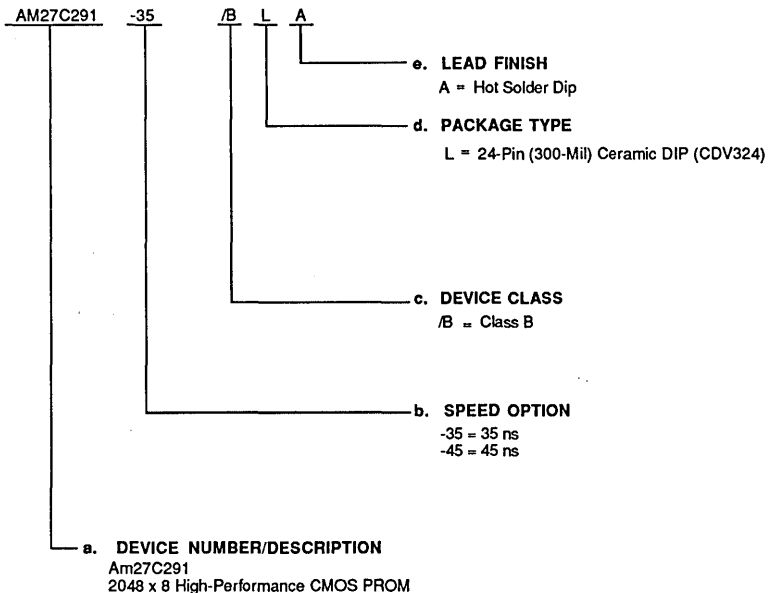 AM27C291 -35 /B L A
e. LEAD FINISH
A = Hot Solder Dip
d. PACKAGE TYPE
L = 24-Pin (300-Mil) Ceramic DIP (CDV324)
c. DEVICE CLASS
/B = Class B
b. SPEED OPTION
-35 = 35 ns
-45 = 45 ns
a. DEVICE NUMBER/DESCRIPTION
Am27C291
2048 x 8 High-Performance CMOS PROM